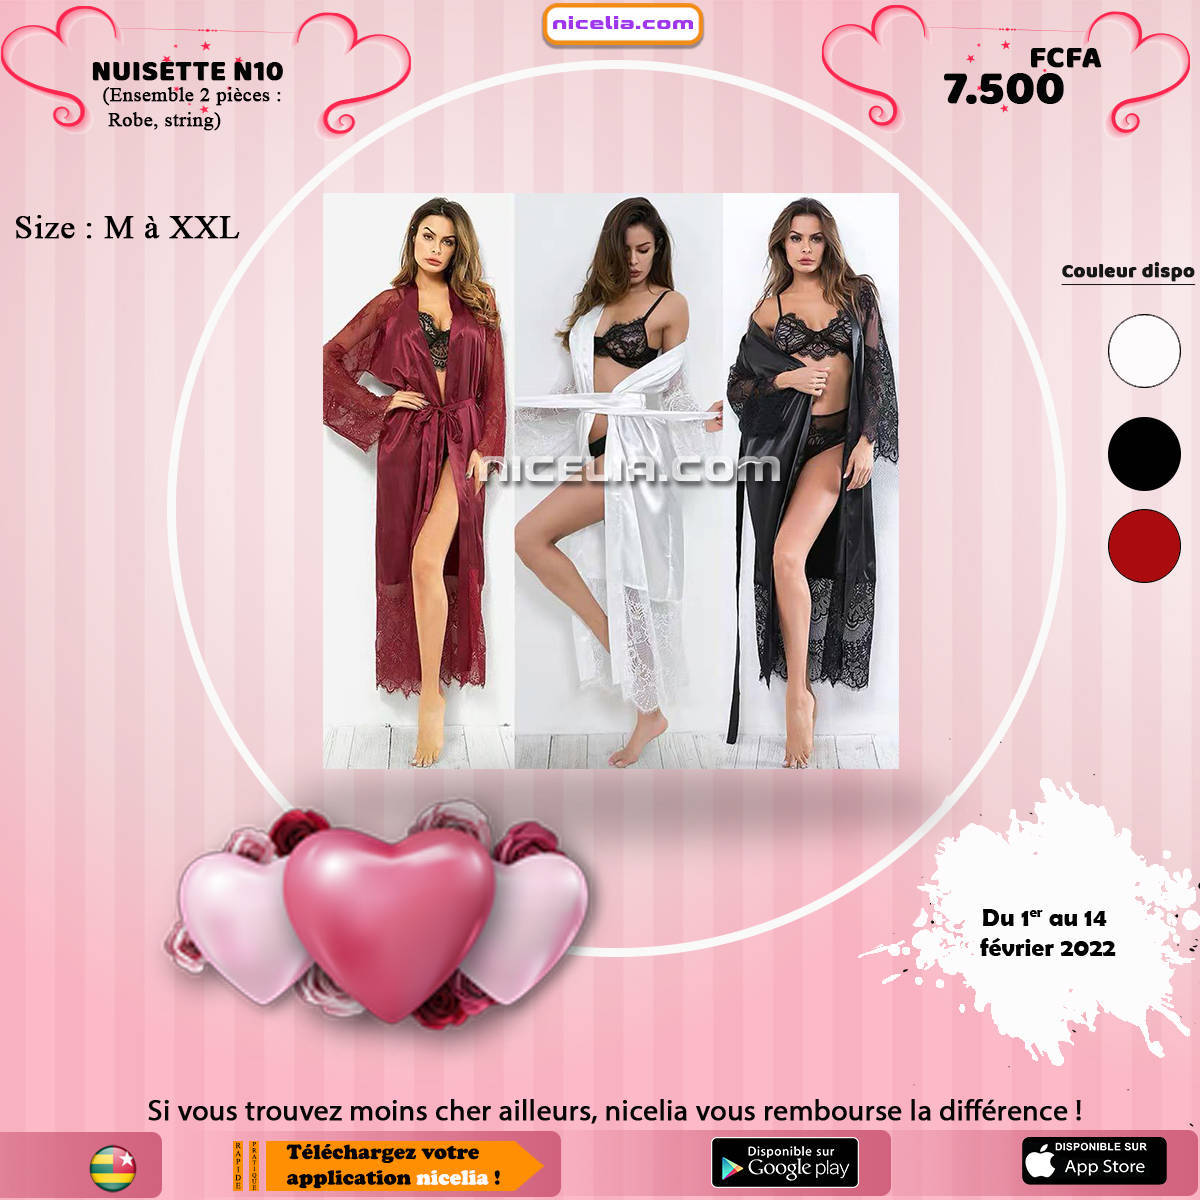 nicelia.com
NUISETTE N10
(Ensemble 2 pièces :
Robe, string)
FCFA
7.500
Size : M à XXL
Couleur dispo
NICELIA.COM
Du 1er au 14
février 2022
Si vous trouvez moins cher ailleurs, nicelia vous rembourse la différence !
RAPIDE
PRATIQUE
Téléchargez votre
application nicelia !
Disponible sur
Google play
DISPONIBLE SUR
App Store